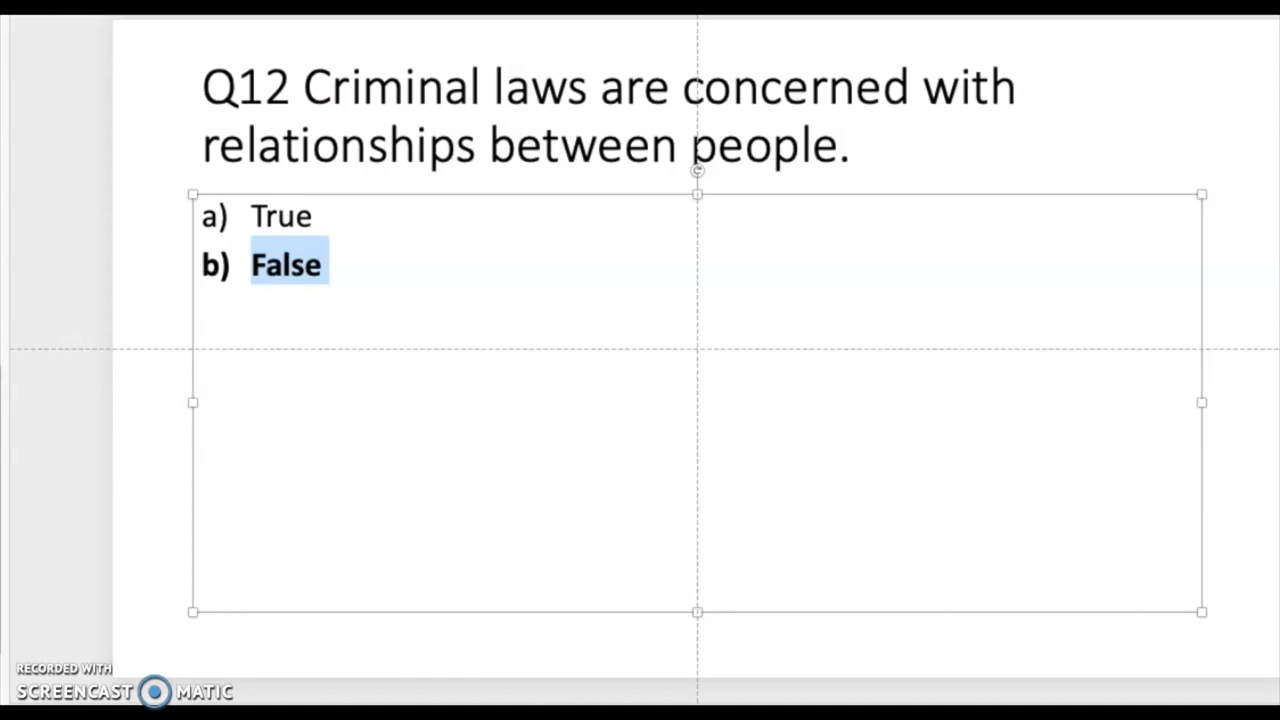 Q12 Criminal laws are concerned with
relationships between people.
a) True
b) False
RECORDED WITH
SCREENCAST MATIC